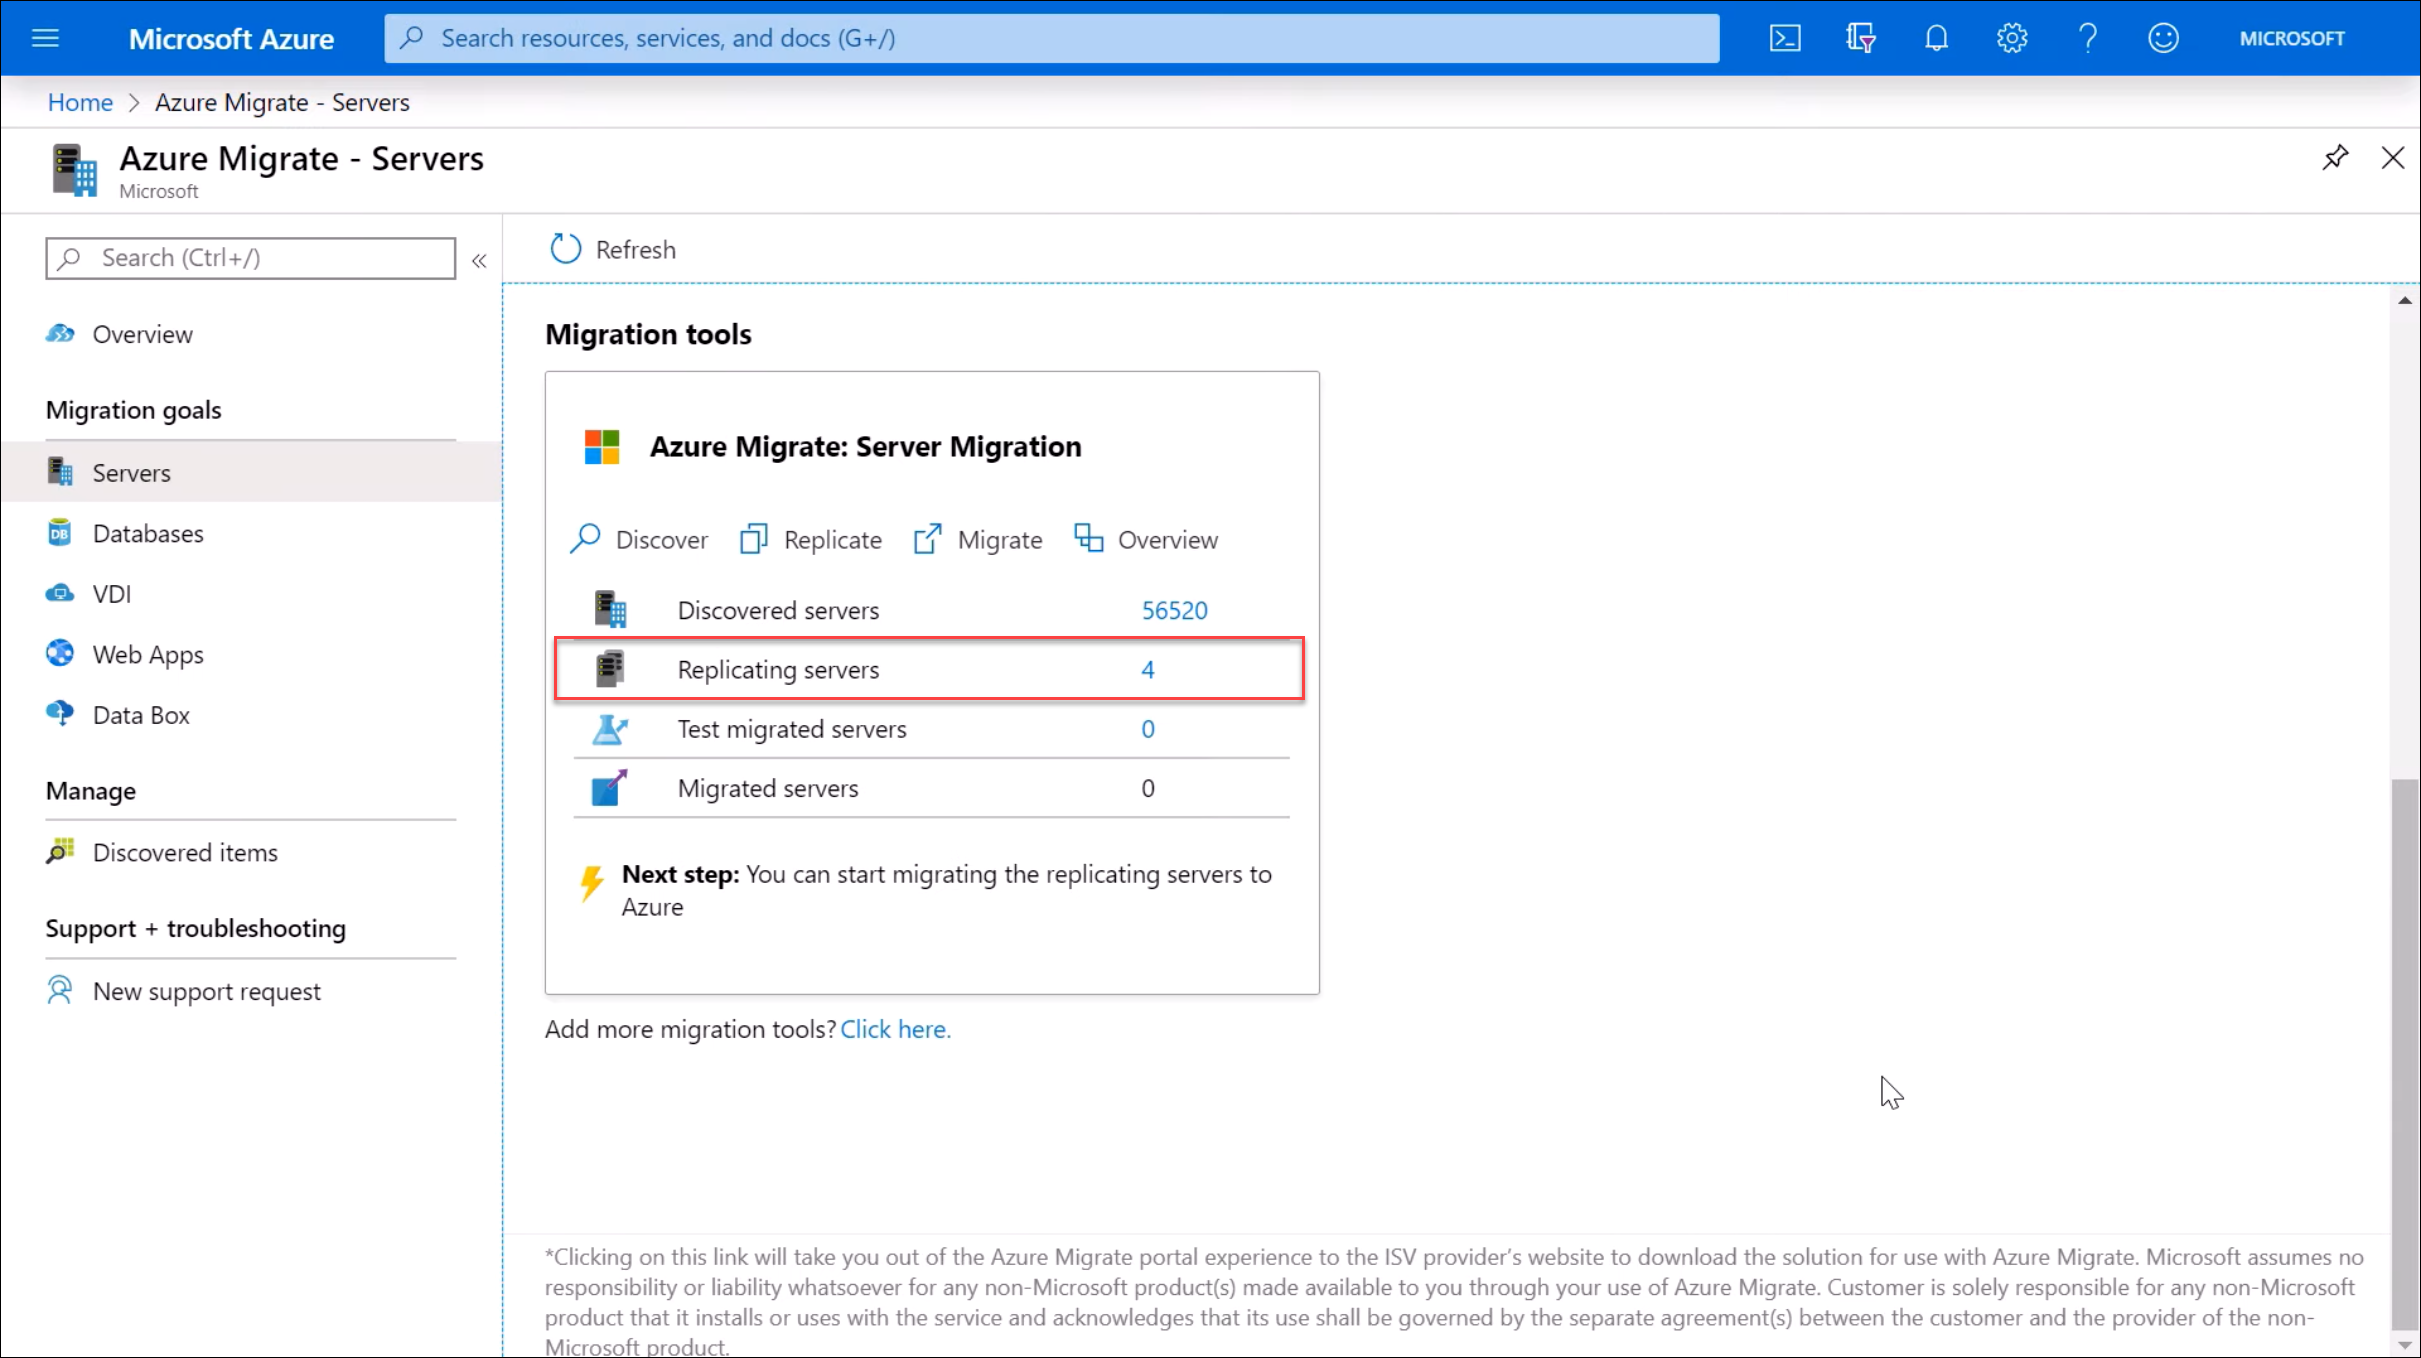 Microsoft Azure
Search resources, services, and docs (G+/)
MICROSOFT
Home > Azure Migrate - Servers
Azure Migrate - Servers
Microsoft
Search (Ctrl+/)
«
Refresh
Overview
Migration goals
Servers
DB Databases
VDI
Web Apps
Data Box
Manage
Discovered items
Support + troubleshooting
New support request
Migration tools
Azure Migrate: Server Migration
Discover Replicate Migrate Overview
Discovered servers 56520
Replicating servers 4
Test migrated servers 0
Migrated servers 0
Next step: You can start migrating the replicating servers to
Azure
Add more migration tools? Click here.
*Clicking on this link will take you out of the Azure Migrate portal experience to the ISV provider's website to download the solution for use with Azure Migrate. Microsoft assumes no
responsibility or liability whatsoever for any non-Microsoft product(s) made available to you through your use of Azure Migrate. Customer is solely responsible for any non-Microsoft
product that it installs or uses with the service and acknowledges that its use shall be governed by the separate agreement(s) between the customer and the provider of the non-
Microsoft product.